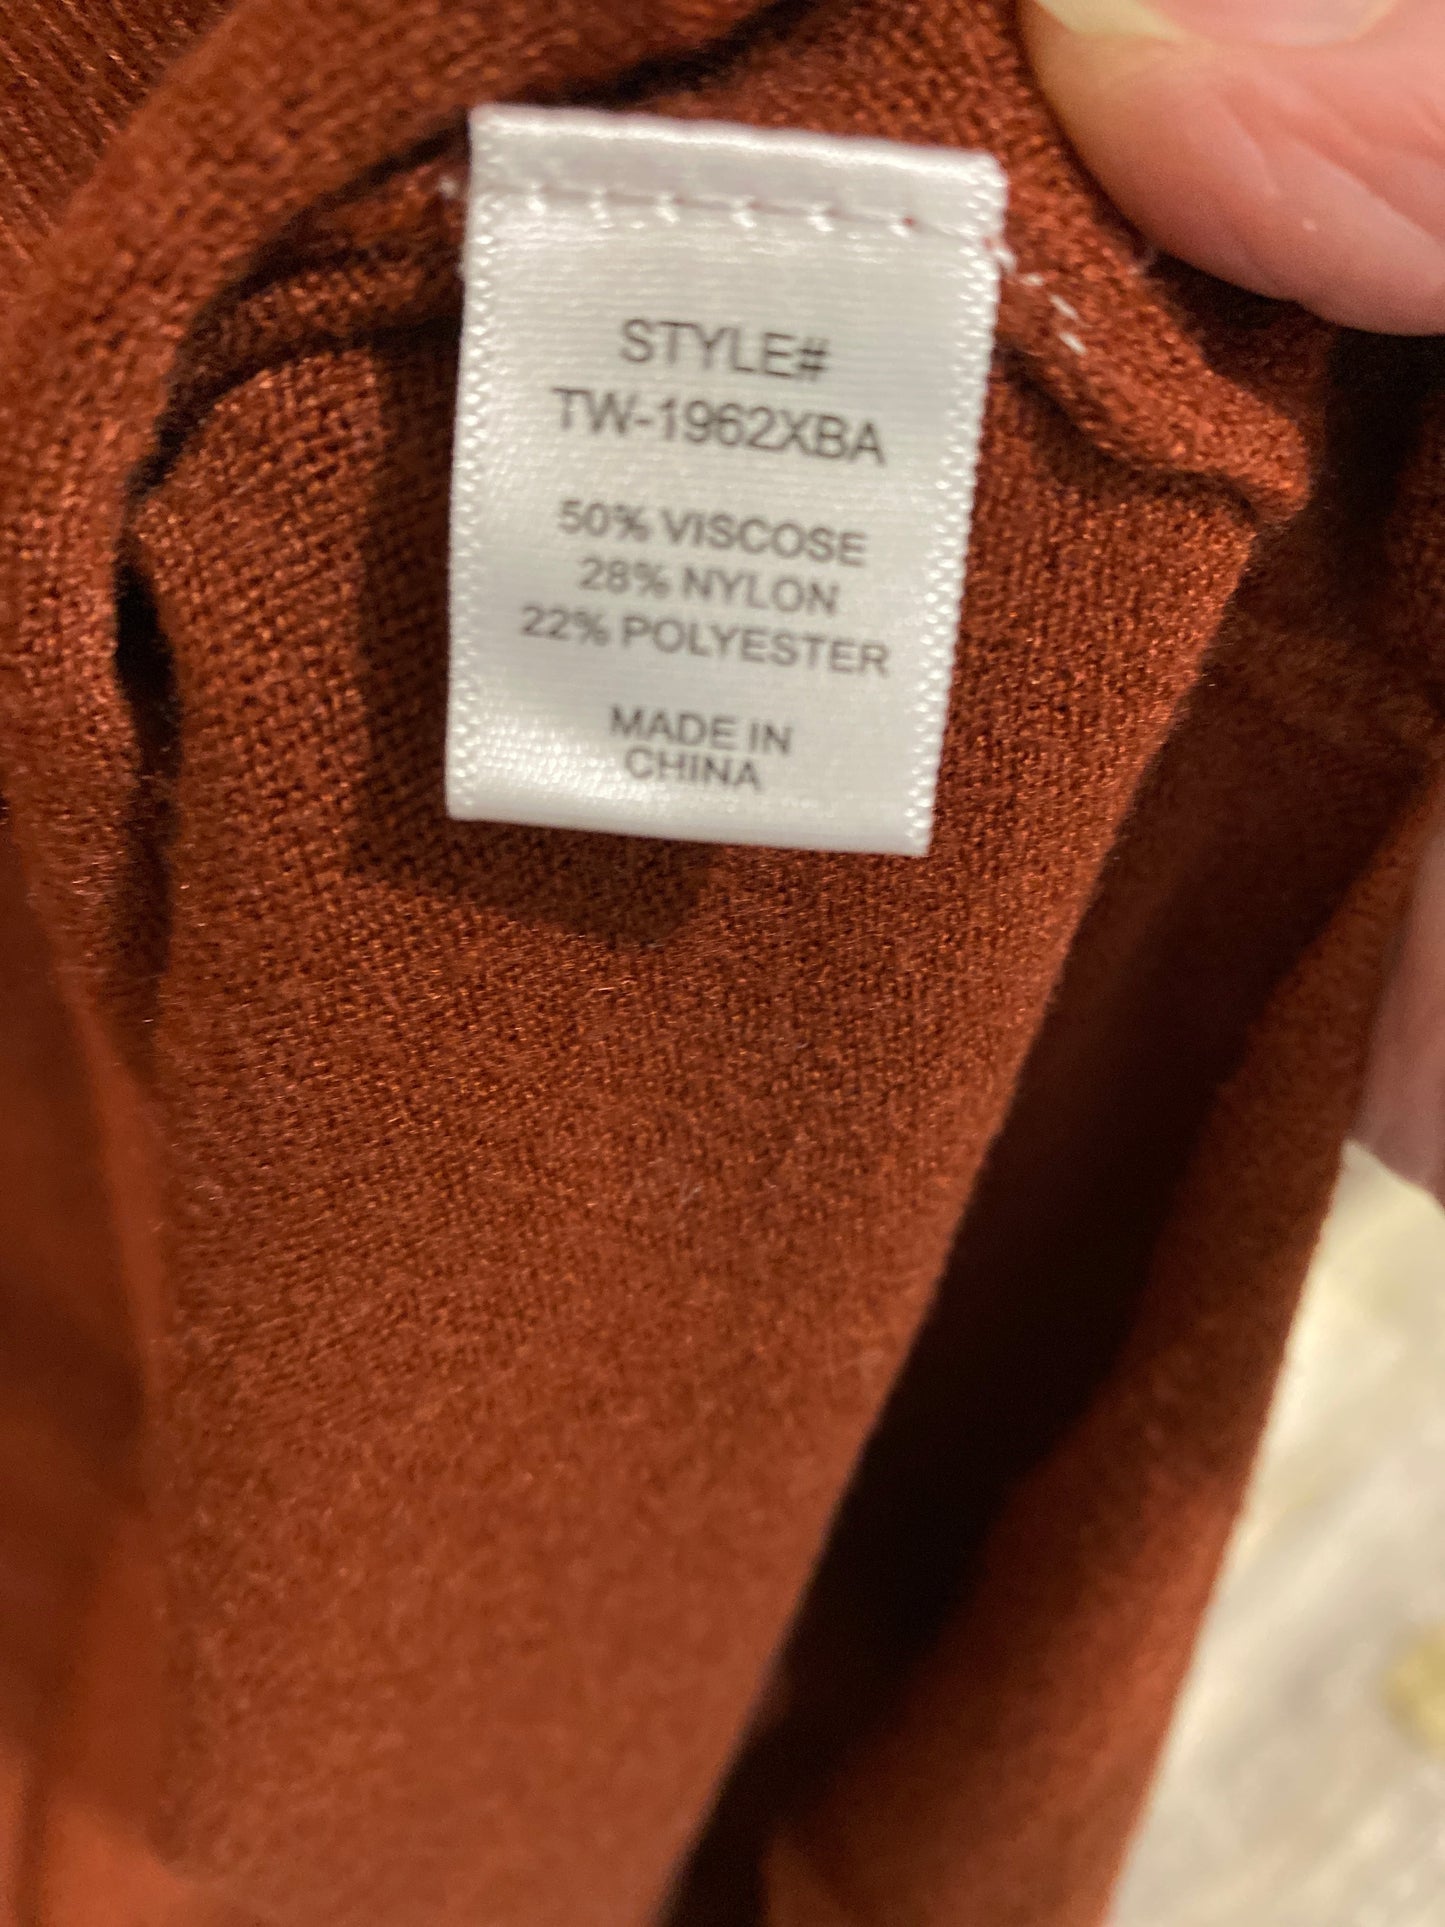 STYLE#
TW-1962XBA
50% VISCOSE
28% NYLON
22% POLYESTER
MADE IN
CHINA